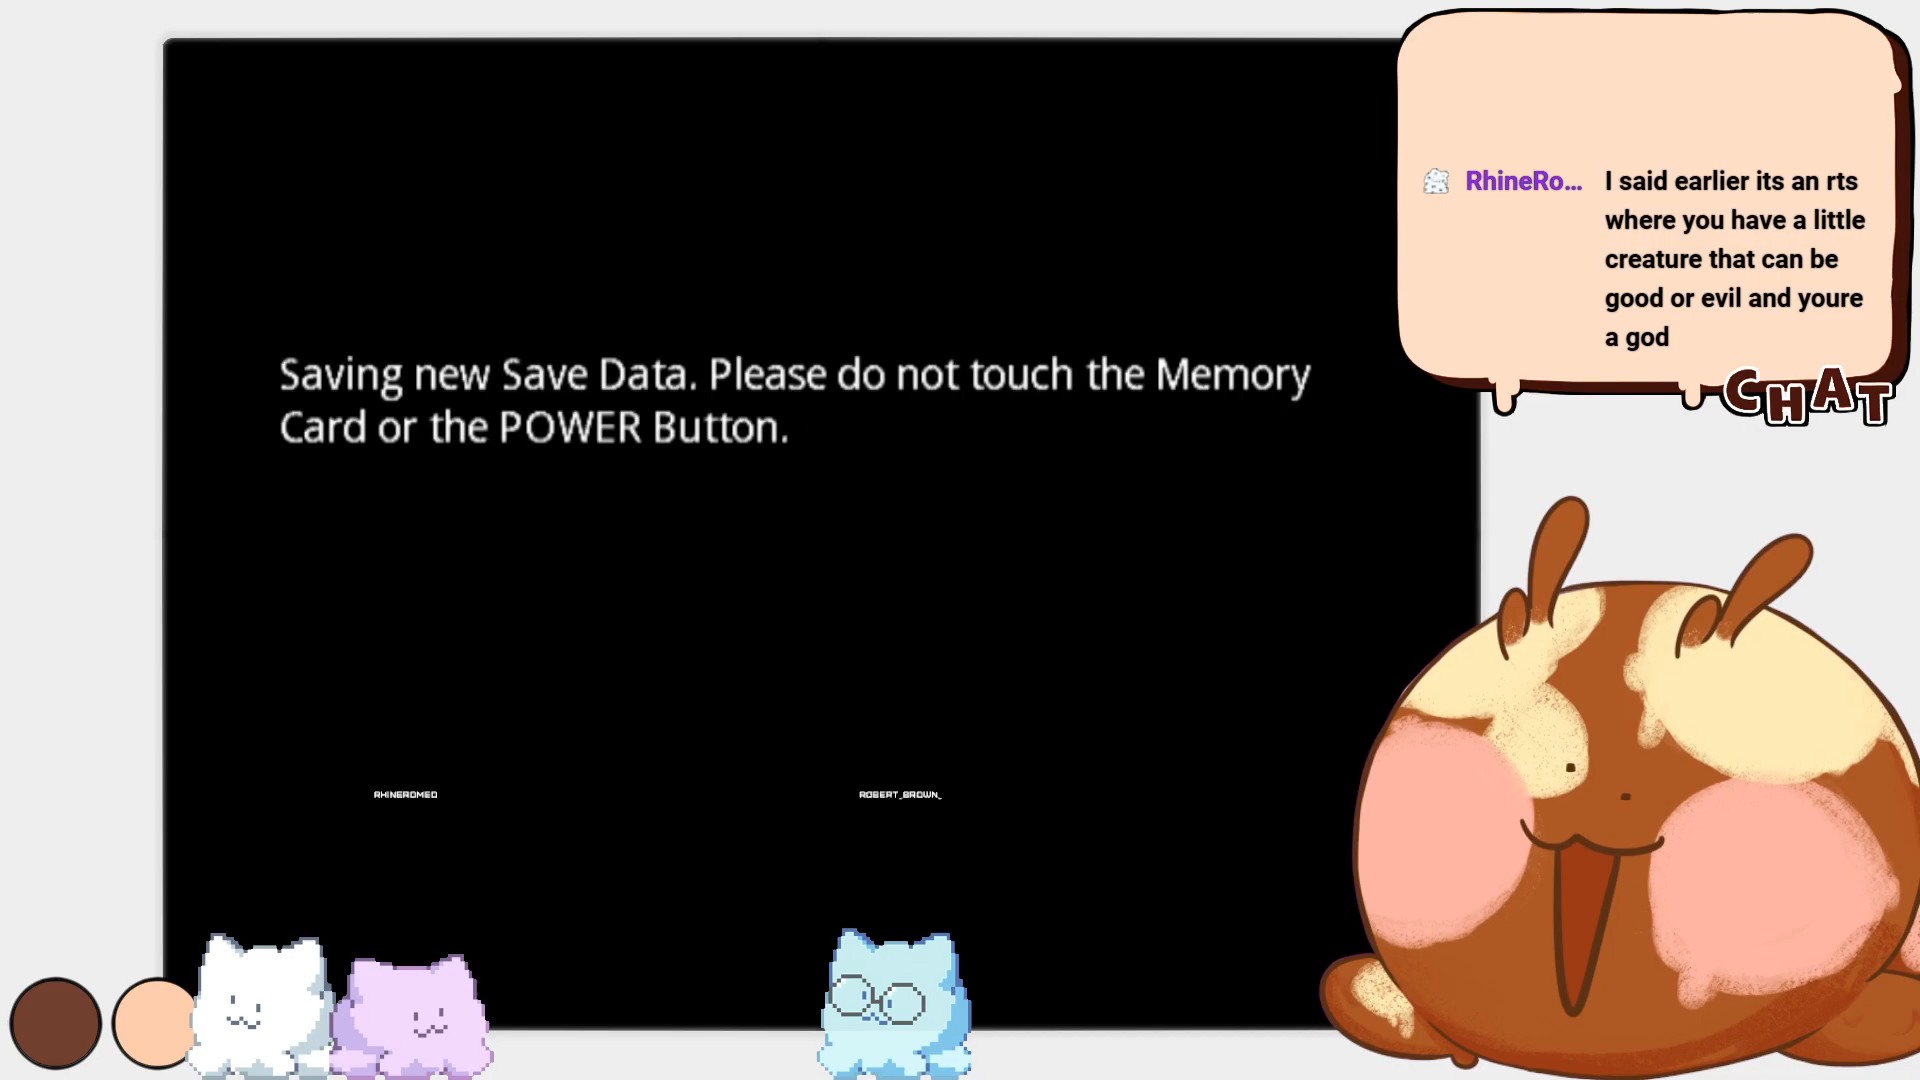 RhineRo... I said earlier its an rts
where you have a little
creature that can be
good or evil and youre
a god
CHAT
Saving new Save Data. Please do not touch the Memory
Card or the POWER Button.
RHINEROMEO
ROBERT_BROWN_